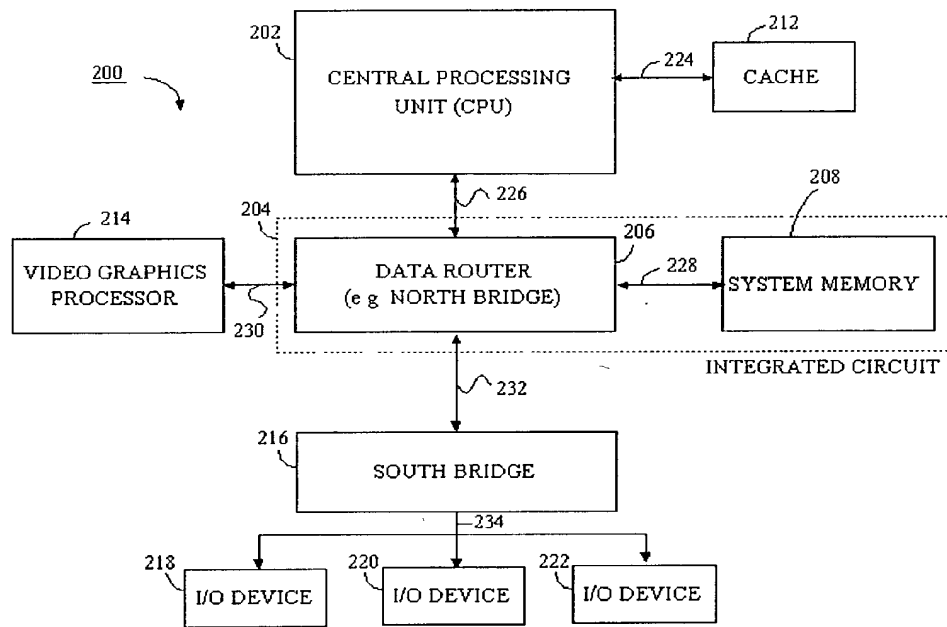 202
212
200
224
CENTRAL PROCESSING
UNIT (CPU)
CACHE
226
208
214
204
206
VIDEO GRAPHICS
PROCESSOR
DATA ROUTER
(e g NORTH BRIDGE)
228
SYSTEM MEMORY
230
INTEGRATED CIRCUIT
232
216
SOUTH BRIDGE
234
218
220
222
I/O DEVICE
I/O DEVICE
I/O DEVICE